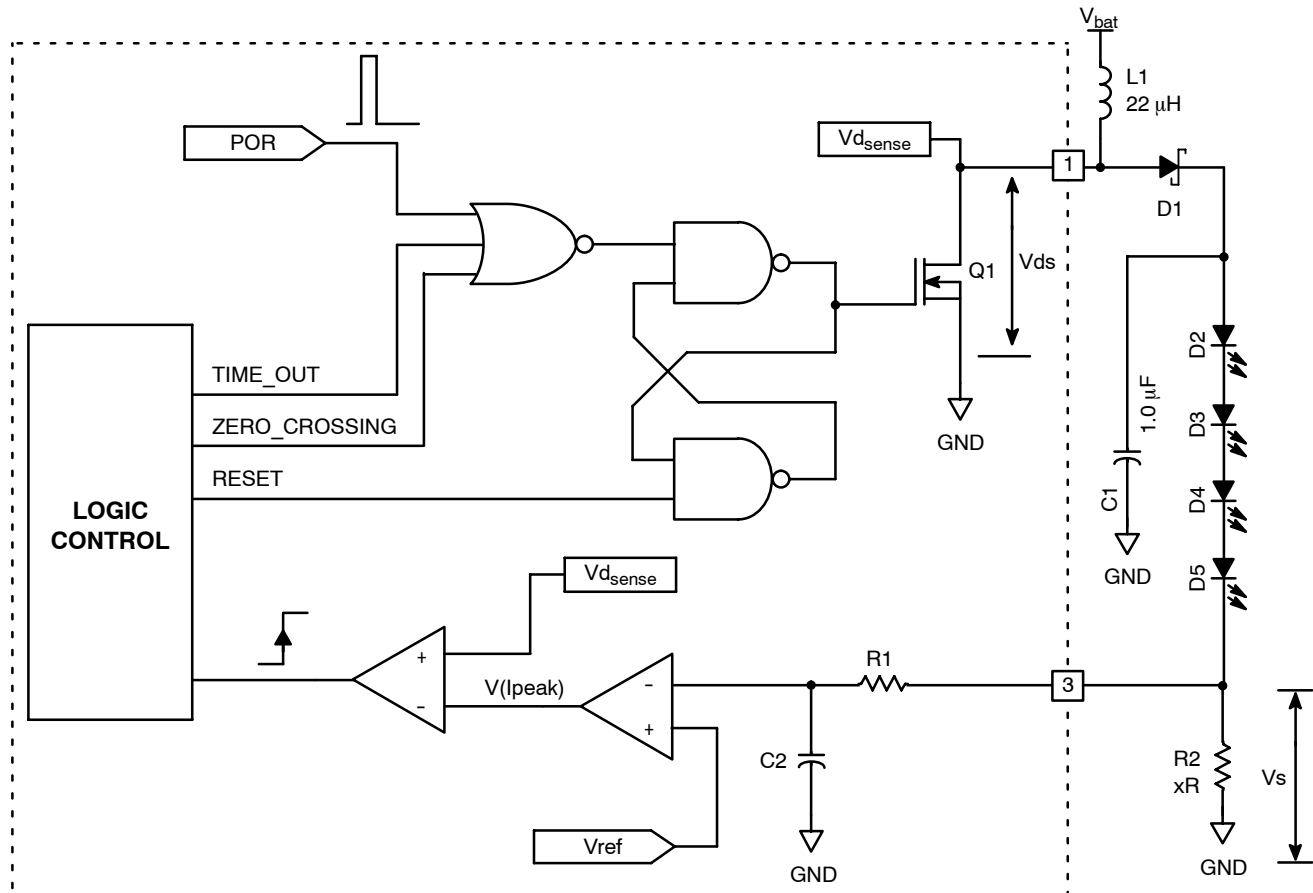 V_bat
L1
22 μH
POR
Vd_sense
1
D1
Vds
Q1
D2
TIME_OUT
ZERO_CROSSING
GND
D3
1.0 μF
RESET
D4
C1
LOGIC
CONTROL
GND
D5
Vd_sense
+
V(Ipeak)
−
−
+
R1
3
C2
R2
xR
Vs
Vref
GND
GND